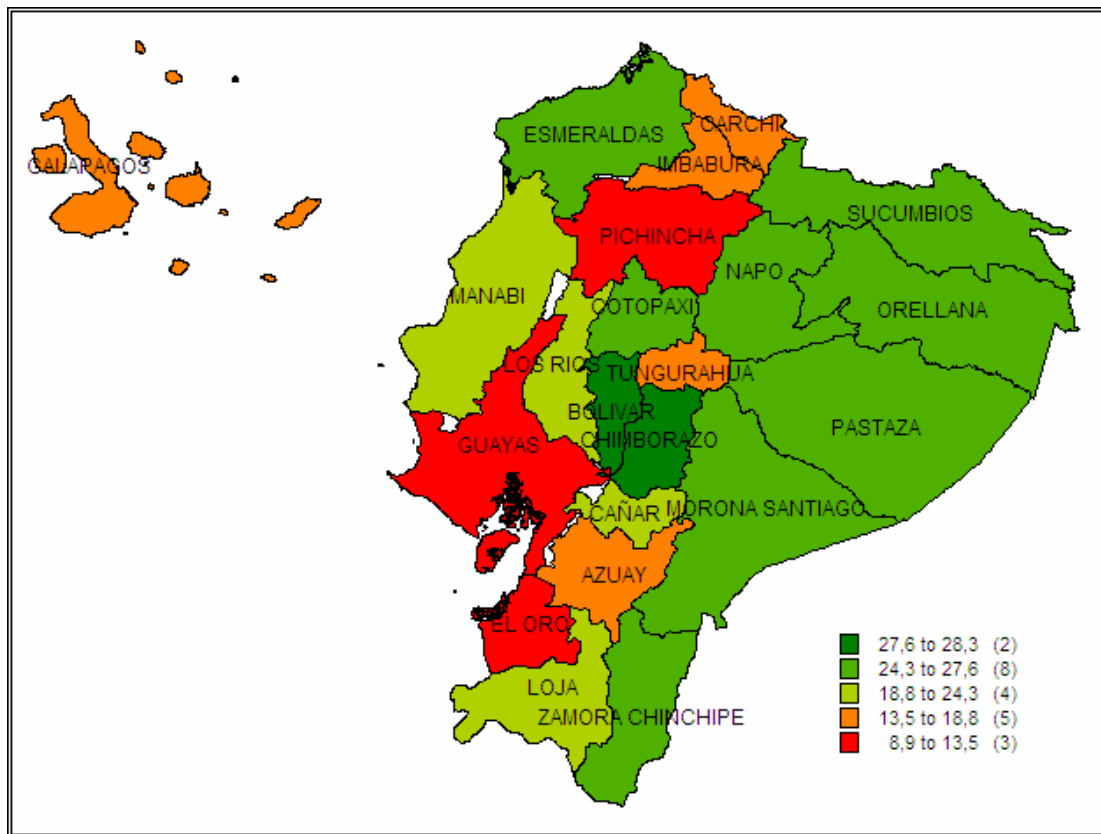 ESMERALDAS
CARCHI
IMBABURA
GALAPAGOS
SUCUMBIOS
PICHINCHA
NAPO
MANABI
COTOPAXI
ORELLANA
LOS RIOS
TUNGURAHUA
BOLIVAR
PASTAZA
CHIMBORAZO
GUAYAS
CAÑAR
MORONA SANTIAGO
AZUAY
EL ORO
LOJA
ZAMORA CHINCHIPE
27,6 to 28,3 (2)
24,3 to 27,6 (8)
18,8 to 24,3 (4)
13,5 to 18,8 (5)
8,9 to 13,5 (3)